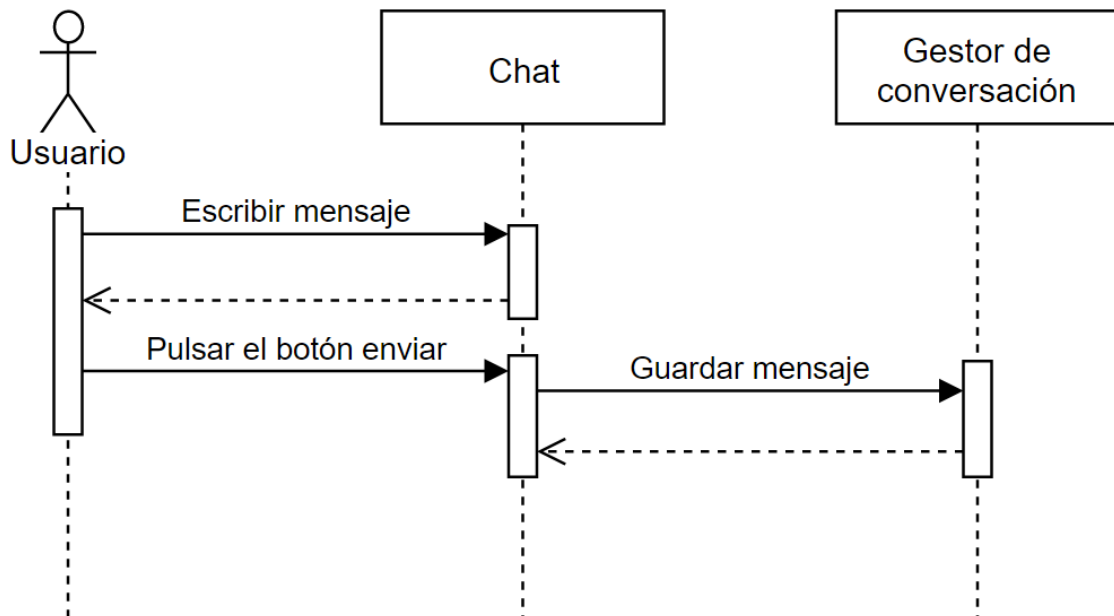 Chat
Gestor de
conversación
Usuario
Escribir mensaje
Pulsar el botón enviar
Guardar mensaje